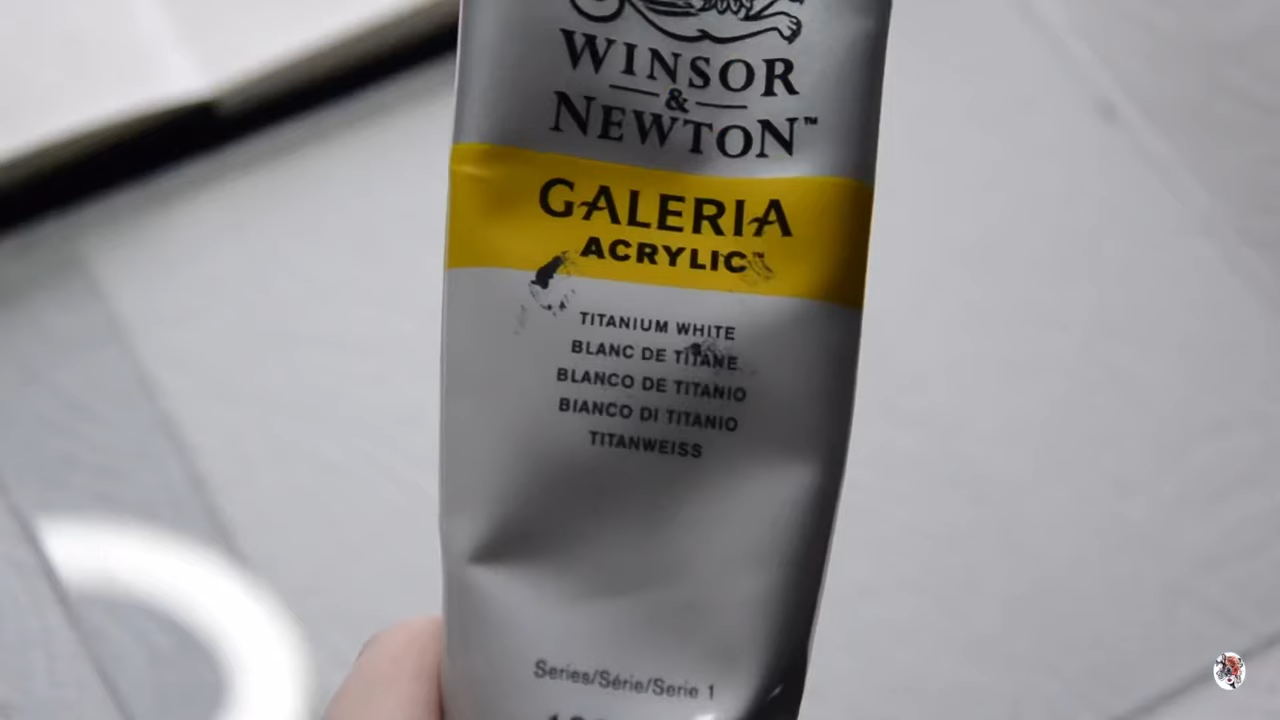 WINSOR
&
NEWTON™
GALERIA
ACRYLIC™
TITANIUM WHITE
BLANC DE TITANE
BLANCO DE TITANIO
BIANCO DI TITANIO
TITANWEISS
Series/Série/Serie 1